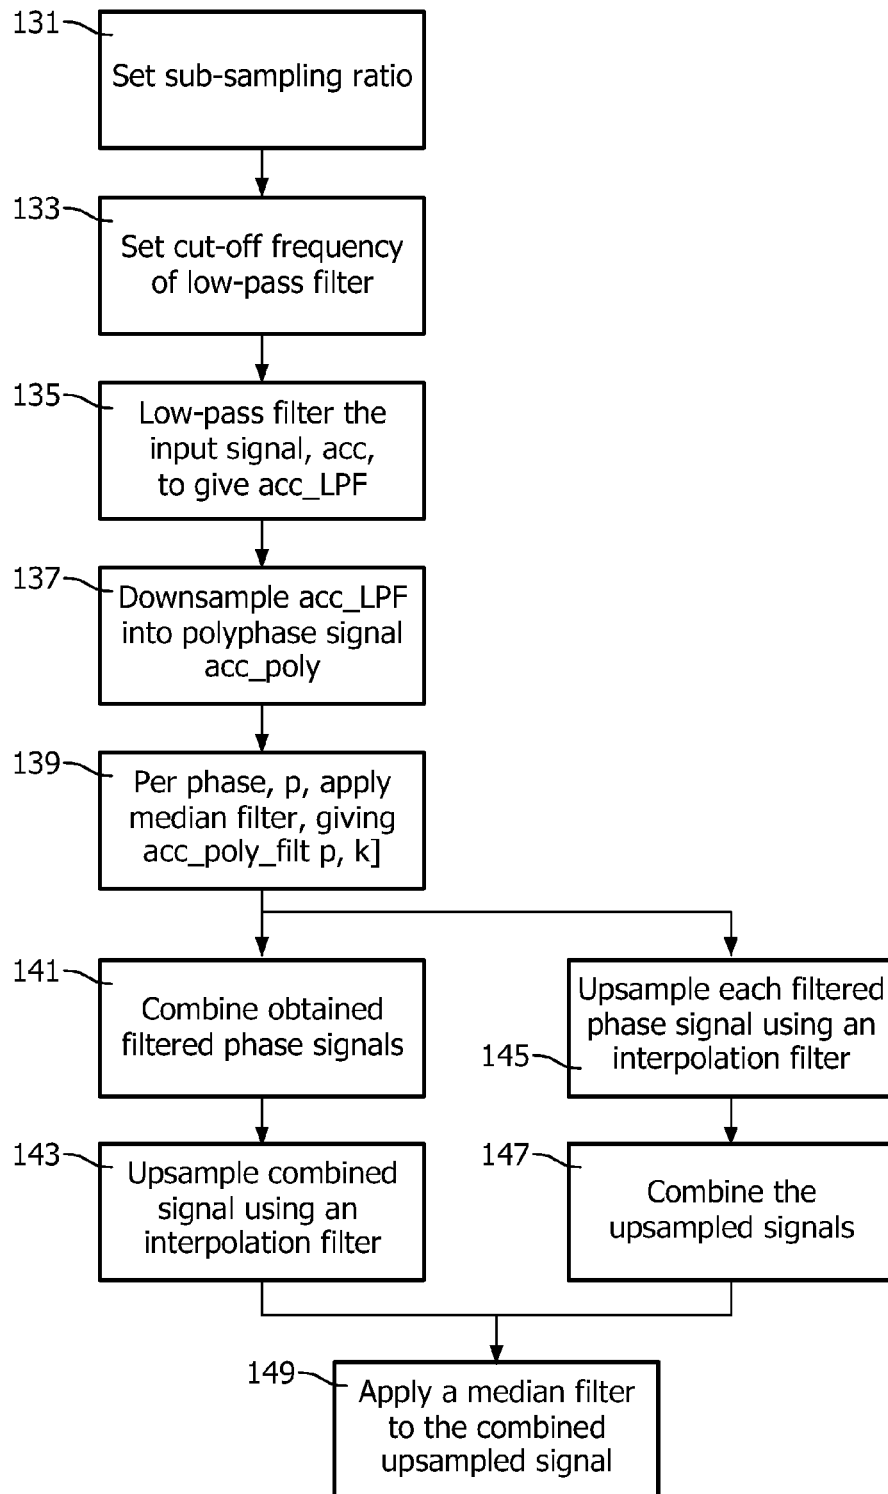 131
Set sub-sampling ratio
133
Set cut-off frequency
of low-pass filter
135
Low-pass filter the
input signal, acc,
to give acc_LPF
137
Downsample acc_LPF
into polyphase signal
acc_poly
139
Per phase, p, apply
median filter, giving
acc_poly_filt p, k]
141
Combine obtained
filtered phase signals
145
Upsample each filtered
phase signal using an
interpolation filter
143
Upsample combined
signal using an
interpolation filter
147
Combine the
upsampled signals
149
Apply a median filter
to the combined
upsampled signal